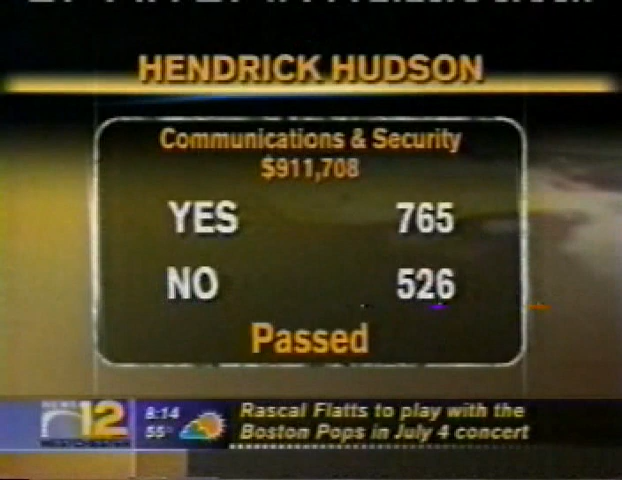 HENDRICK HUDSON
Communications & Security
$911,708
YES 765
NO 526
Passed
NEWS
12
8:14
55°
Rascal Flatts to play with the
Boston Pops in July 4 concert